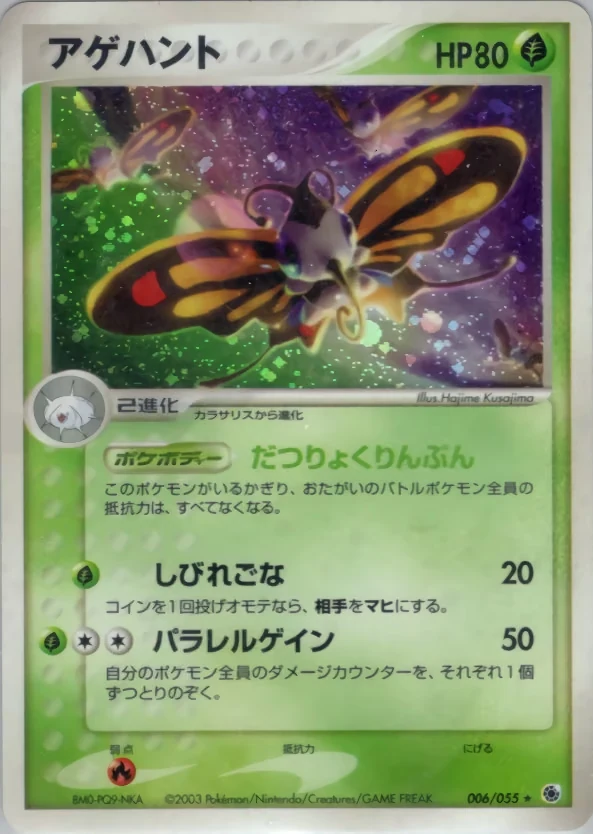 アゲハント HP80
Illus. Hajime Kusajima
2進化 カラサリスから進化
ポケボディー だつりょくりんぷん
このポケモンがいるかぎり、おたがいのバトルポケモン全員の
抵抗力は、すべてなくなる。
しびれごな 20
コインを1回投げオモテなら、相手をマヒにする。
パラレルゲイン 50
自分のポケモン全員のダメージカウンターを、それぞれ1個
ずつとりのぞく。
弱点 抵抗力 にげる
BM0-PQ9-NKA ©2003 Pokémon/Nintendo/Creatures/GAME FREAK 006/055 ★